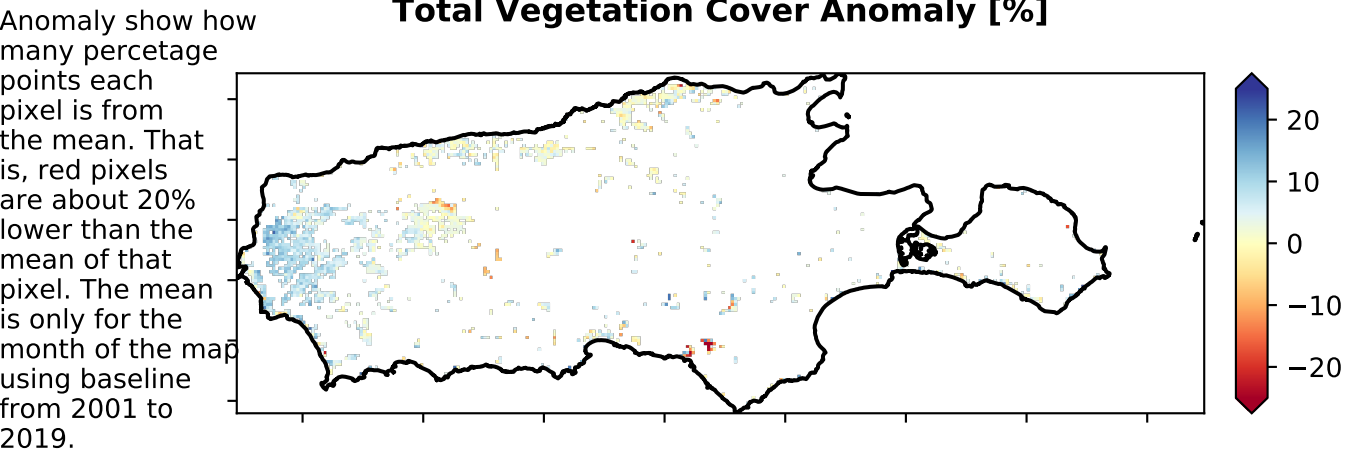 Total Vegetation Cover Anomaly [%]
Anomaly show how
many percetage
points each
pixel is from
the mean. That
is, red pixels
are about 20%
lower than the
mean of that
pixel. The mean
is only for the
month of the map
using baseline
from 2001 to
2019.
20
10
0
−10
−20